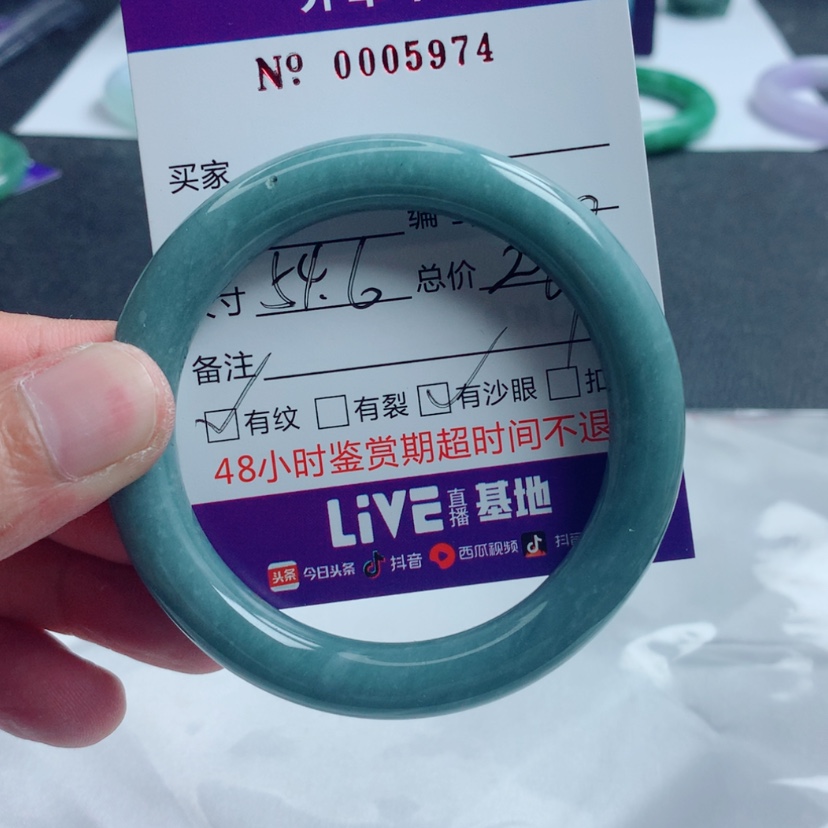 No 0005974
买家
寸 54.6 总价
备注
有纹 有裂 有沙眼
48小时鉴赏期超时间不退
LiVE 直播 基地
头条 今日头条 抖音 西瓜视频 抖音